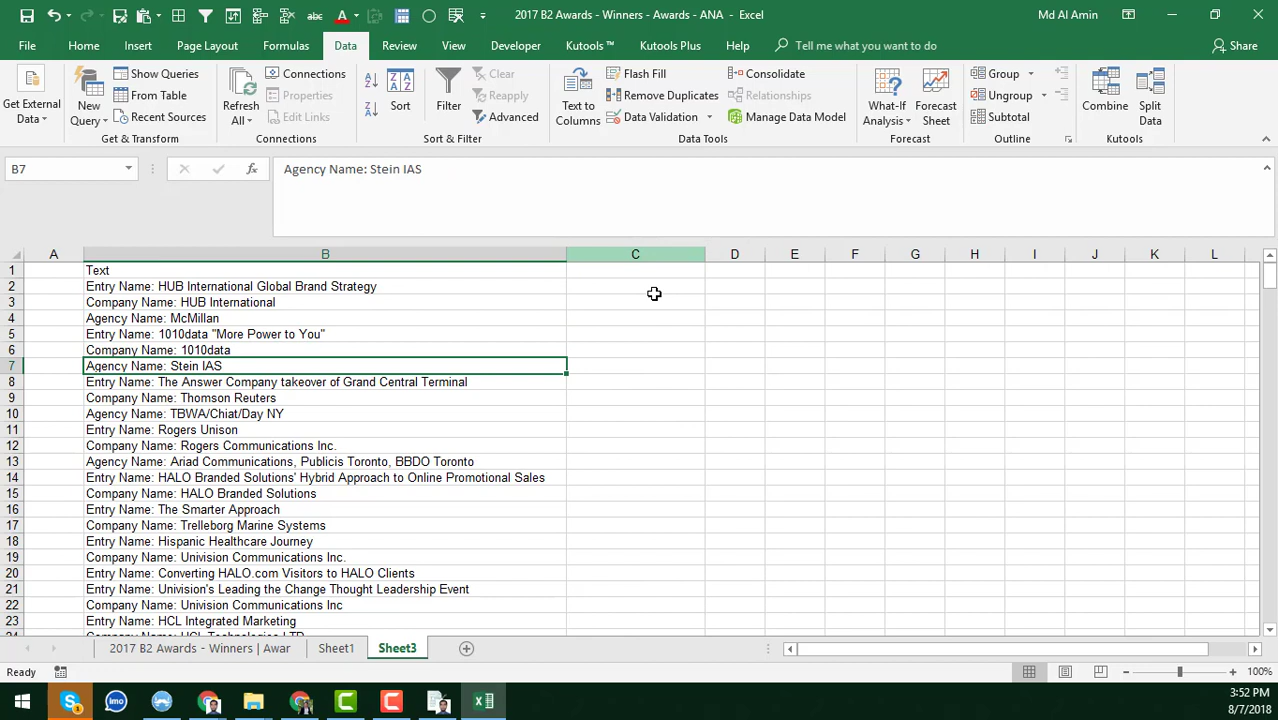 2017 B2 Awards - Winners - Awards - ANA - Excel
Md Al Amin
File Home Insert Page Layout Formulas Data Review View Developer Kutools ™ Kutools Plus Help Tell me what you want to do Share
Get External Data
New Query
Show Queries
From Table
Recent Sources
Get & Transform
Refresh All
Connections
Properties
Edit Links
Connections
Sort
Filter
Clear
Reapply
Advanced
Sort & Filter
Text to Columns
Flash Fill
Remove Duplicates
Data Validation
Consolidate
Relationships
Manage Data Model
Data Tools
What-If Analysis
Forecast Sheet
Forecast
Group
Ungroup
Subtotal
Outline
Combine
Split Data
Kutools
B7
fx
Agency Name: Stein IAS
A B C D E F G H I J K L
1 Text
2 Entry Name: HUB International Global Brand Strategy
3 Company Name: HUB International
4 Agency Name: McMillan
5 Entry Name: 1010data "More Power to You"
6 Company Name: 1010data
7 Agency Name: Stein IAS
8 Entry Name: The Answer Company takeover of Grand Central Terminal
9 Company Name: Thomson Reuters
10 Agency Name: TBWA/Chiat/Day NY
11 Entry Name: Rogers Unison
12 Company Name: Rogers Communications Inc.
13 Agency Name: Ariad Communications, Publicis Toronto, BBDO Toronto
14 Entry Name: HALO Branded Solutions' Hybrid Approach to Online Promotional Sales
15 Company Name: HALO Branded Solutions
16 Entry Name: The Smarter Approach
17 Company Name: Trelleborg Marine Systems
18 Entry Name: Hispanic Healthcare Journey
19 Company Name: Univision Communications Inc.
20 Entry Name: Converting HALO.com Visitors to HALO Clients
21 Entry Name: Univision's Leading the Change Thought Leadership Event
22 Company Name: Univision Communications Inc
23 Entry Name: HCL Integrated Marketing
24 Company Name: HCL Technologies LTD
2017 B2 Awards - Winners | Awar Sheet1 Sheet3
Ready
100%
imo
3:52 PM
8/7/2018